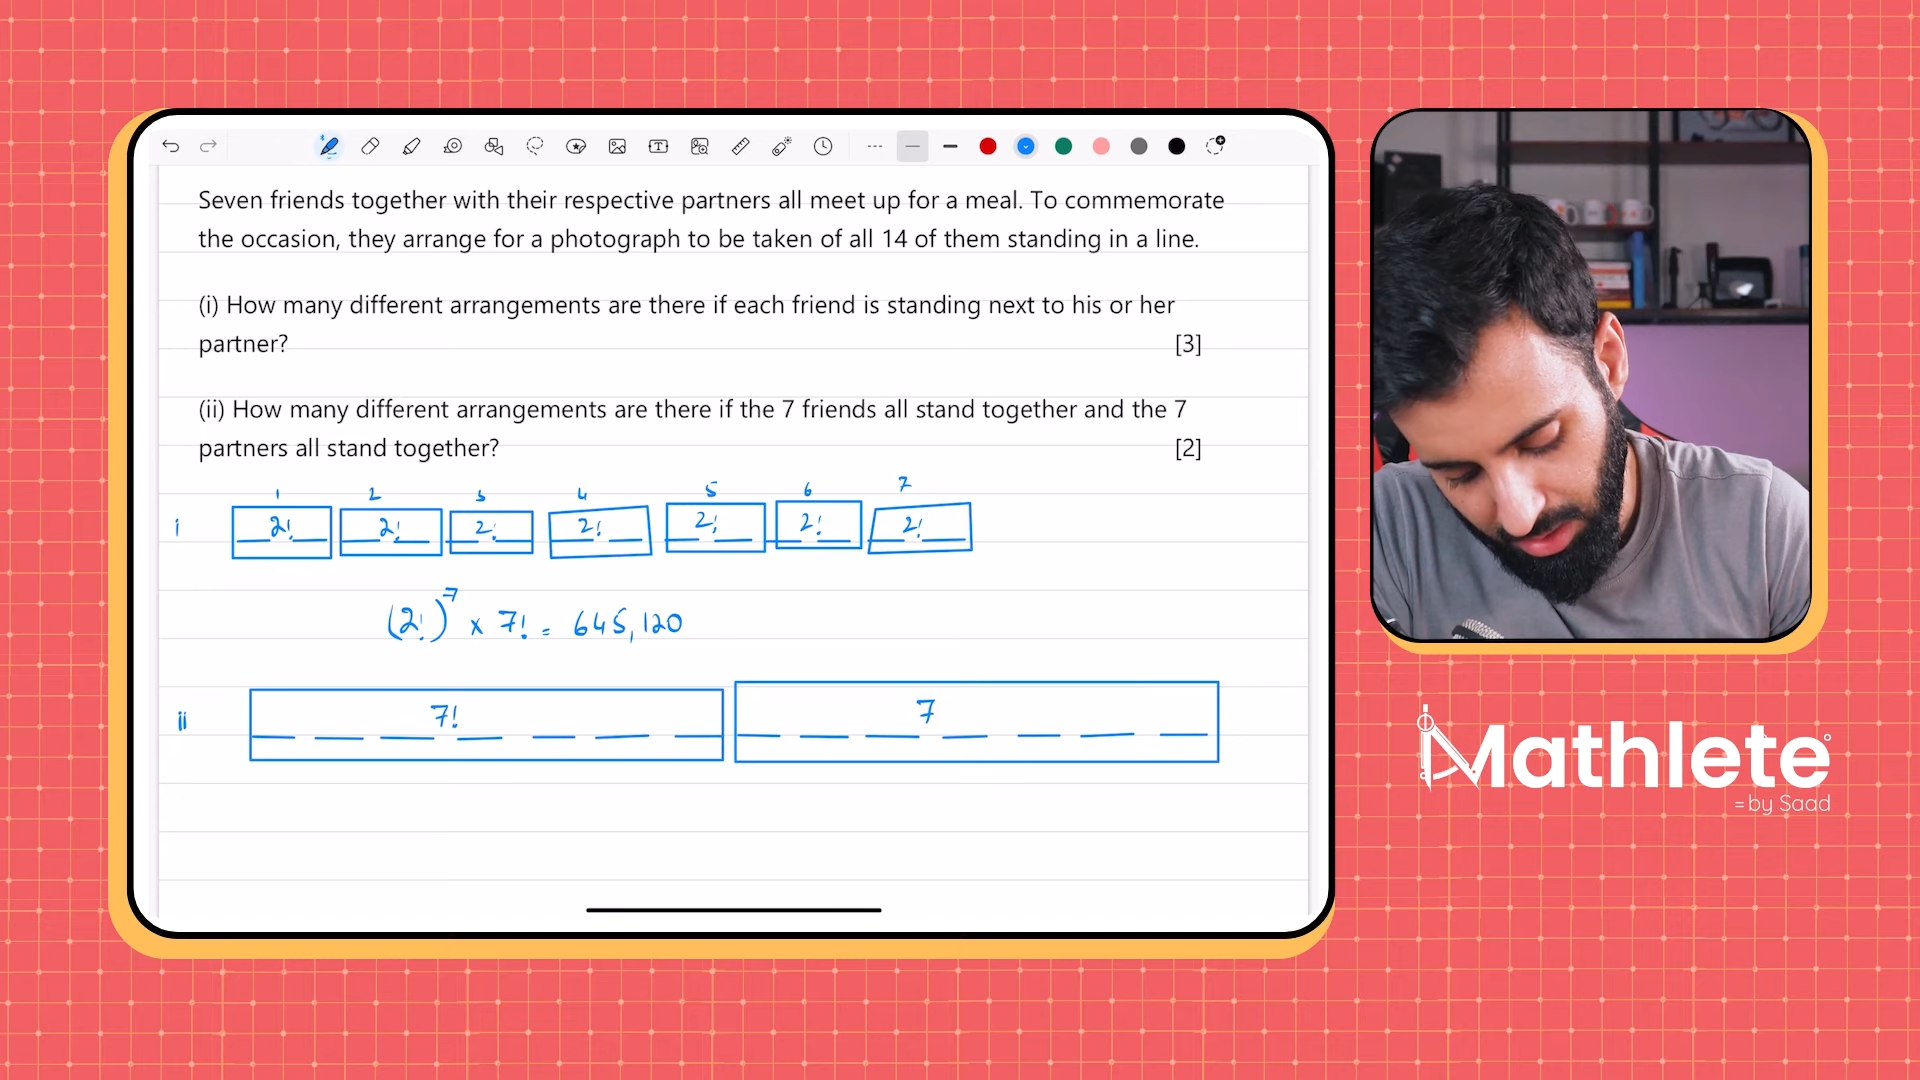 Seven friends together with their respective partners all meet up for a meal. To commemorate
the occasion, they arrange for a photograph to be taken of all 14 of them standing in a line.
(i) How many different arrangements are there if each friend is standing next to his or her
partner? [3]
(ii) How many different arrangements are there if the 7 friends all stand together and the 7
partners all stand together? [2]
1 2 3 4 5 6 7
i 2! 2! 2! 2! 2! 2! 2!
(2!)⁷ × 7! = 645,120
ii 7! 7
Mathlete
= by Saad